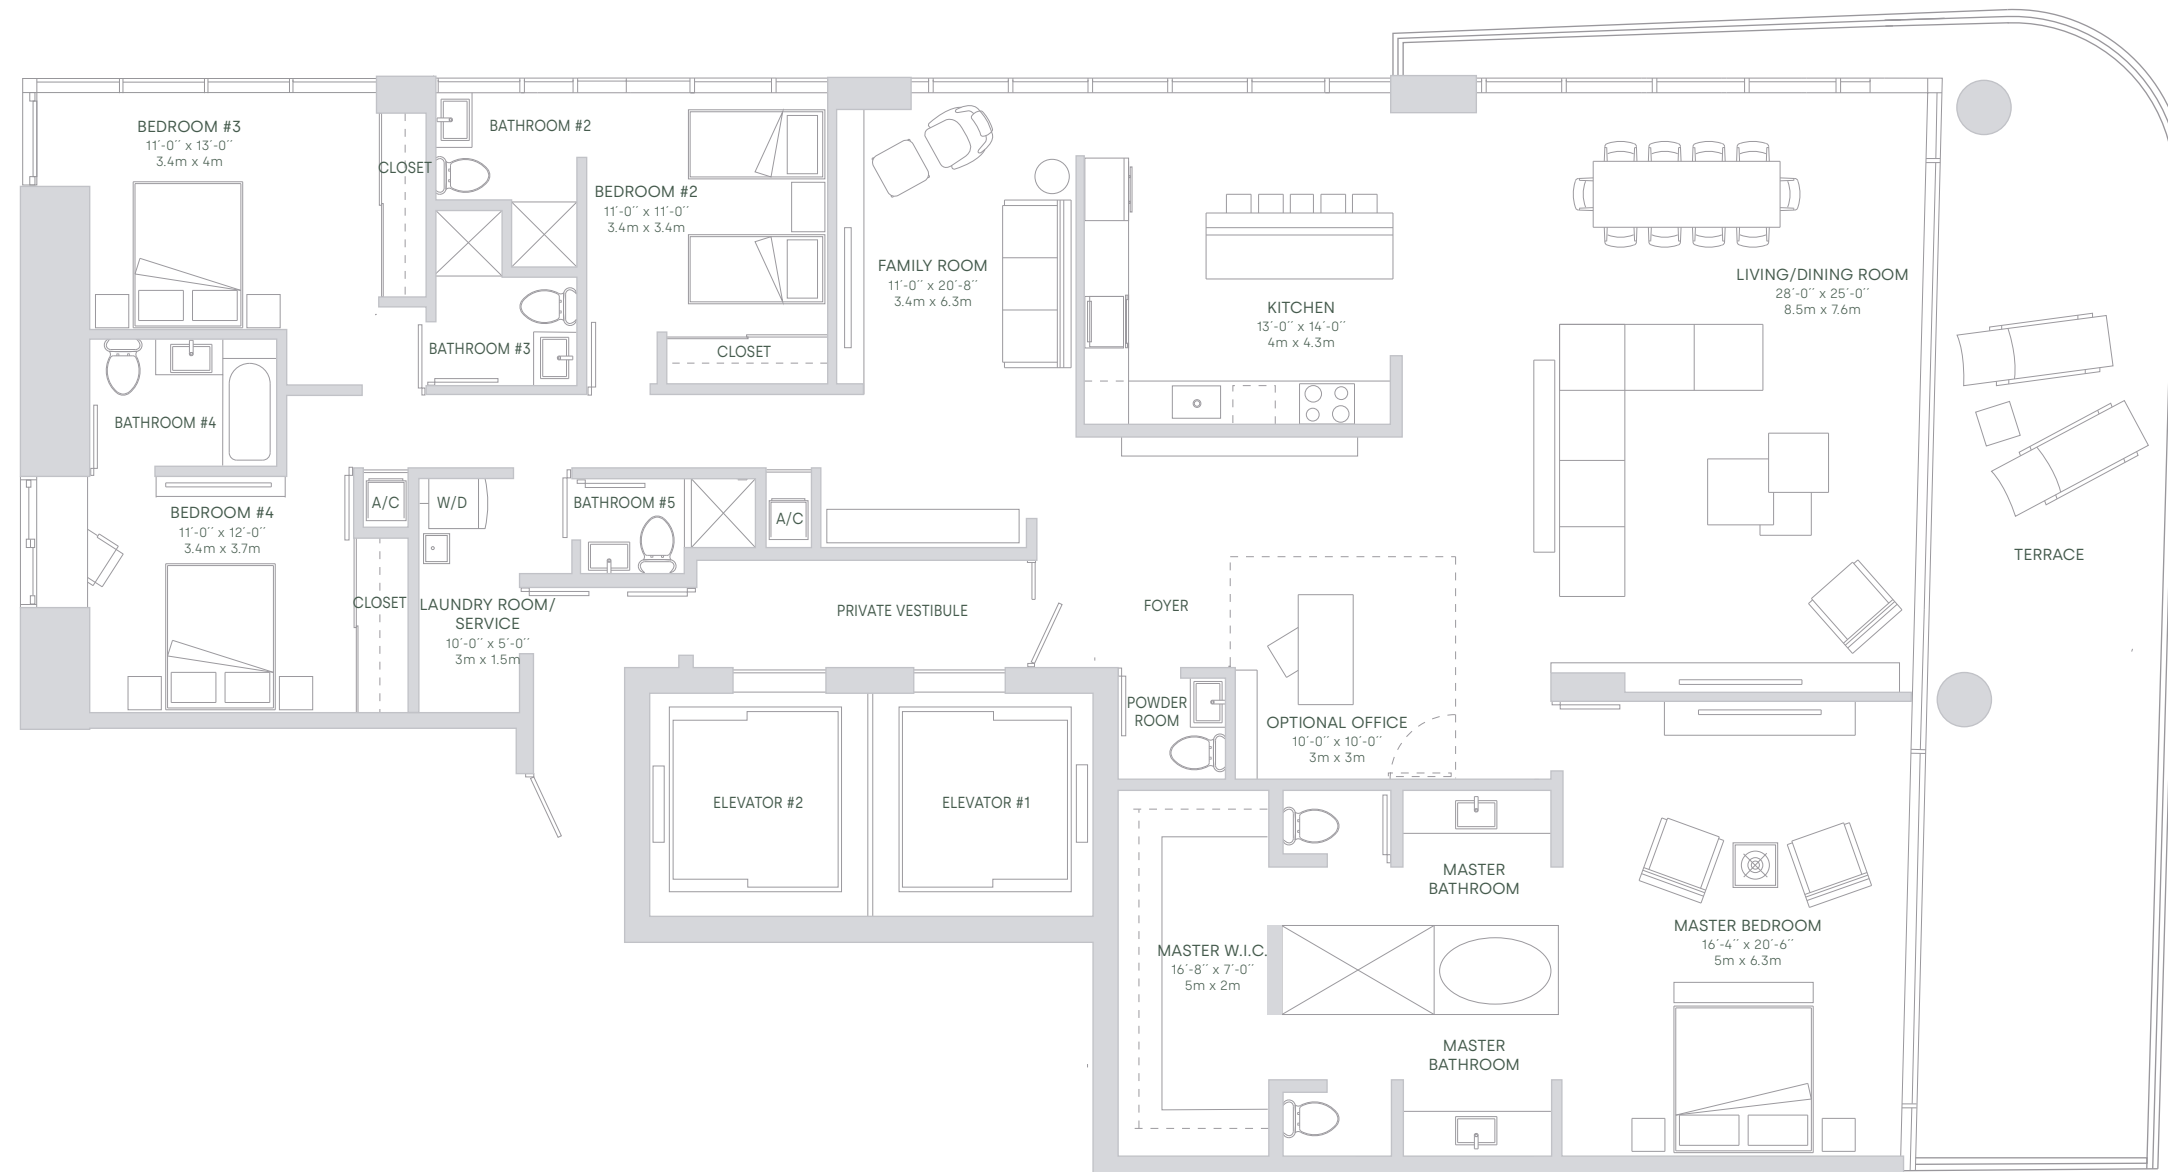 BEDROOM #3
11´-0´´ x 13´-0´´
3.4m x 4m
CLOSET
BATHROOM #2
BEDROOM #2
11´-0´´ x 11´-0´´
3.4m x 3.4m
FAMILY ROOM
11´-0´´ x 20´-8´´
3.4m x 6.3m
KITCHEN
13´-0´´ x 14´-0´´
4m x 4.3m
LIVING/DINING ROOM
28´-0´´ x 25´-0´´
8.5m x 7.6m
BATHROOM #3
CLOSET
BATHROOM #4
BEDROOM #4
11´-0´´ x 12´-0´´
3.4m x 3.7m
A/C
W/D
BATHROOM #5
A/C
TERRACE
CLOSET
LAUNDRY ROOM/
SERVICE
10´-0´´ x 5´-0´´
3m x 1.5m
PRIVATE VESTIBULE
FOYER
POWDER
ROOM
OPTIONAL OFFICE
10´-0´´ x 10´-0´´
3m x 3m
ELEVATOR #2
ELEVATOR #1
MASTER
BATHROOM
MASTER BEDROOM
16´-4´´ x 20´-6´´
5m x 6.3m
MASTER W.I.C.
16´-8´´ x 7´-0´´
5m x 2m
MASTER
BATHROOM